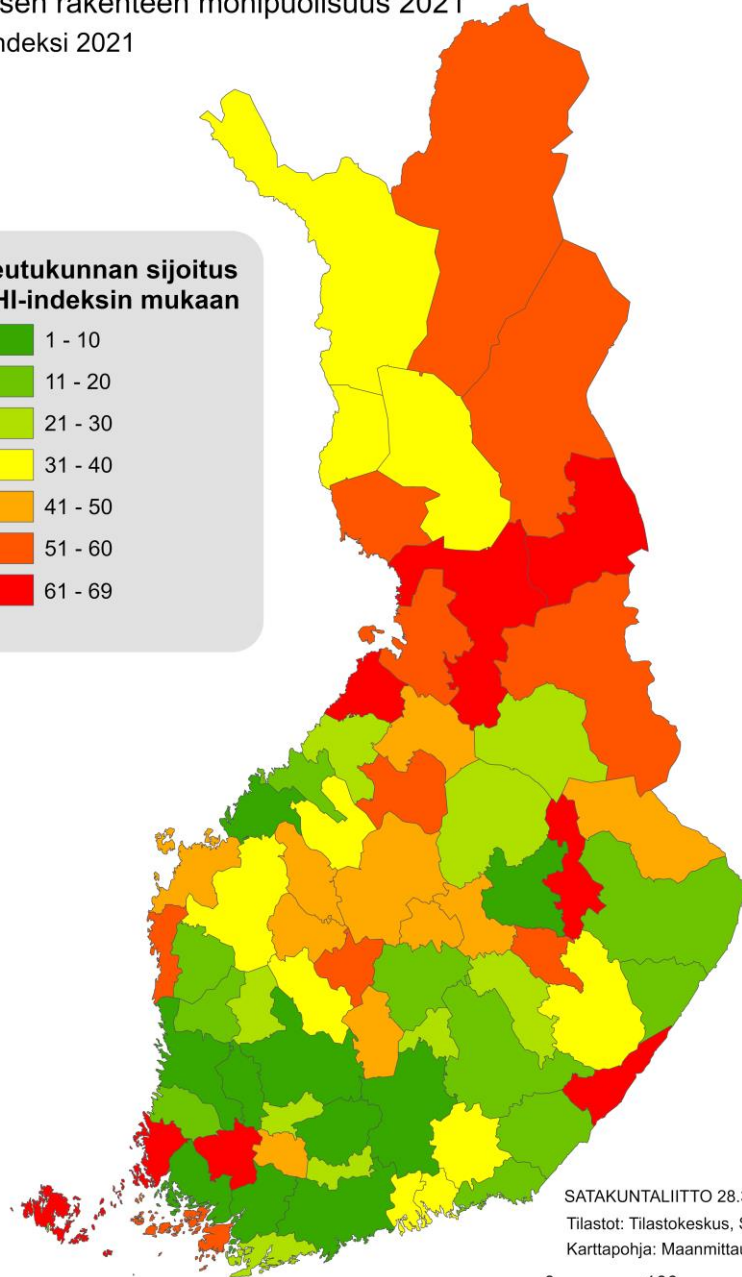 sen rakenteen monipuolisuus 2021
ndeksi 2021
eutukunnan sijoitus
HI-indeksin mukaan
1 - 10
11 - 20
21 - 30
31 - 40
41 - 50
51 - 60
61 - 69
SATAKUNTALIITTO 28.
Tilastot: Tilastokeskus, S
Karttapohja: Maanmittau